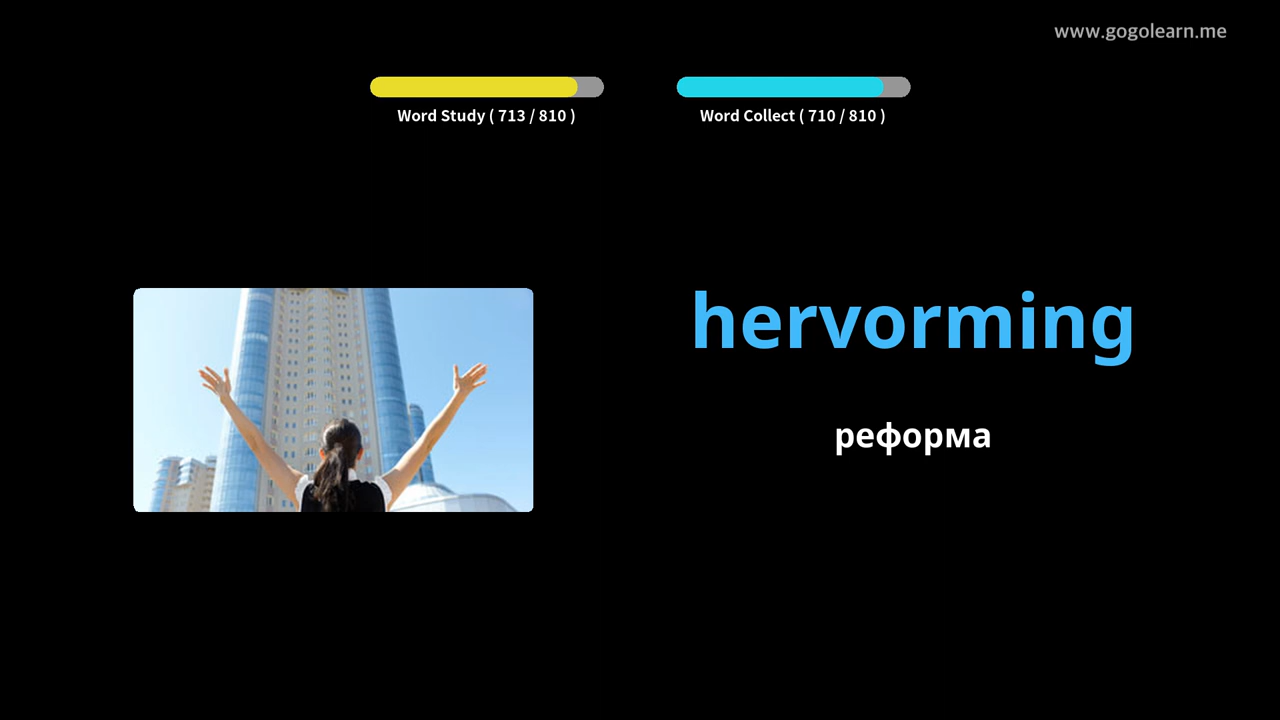 www.gogolearn.me
Word Study ( 713 / 810 )
Word Collect ( 710 / 810 )
hervorming
реформа